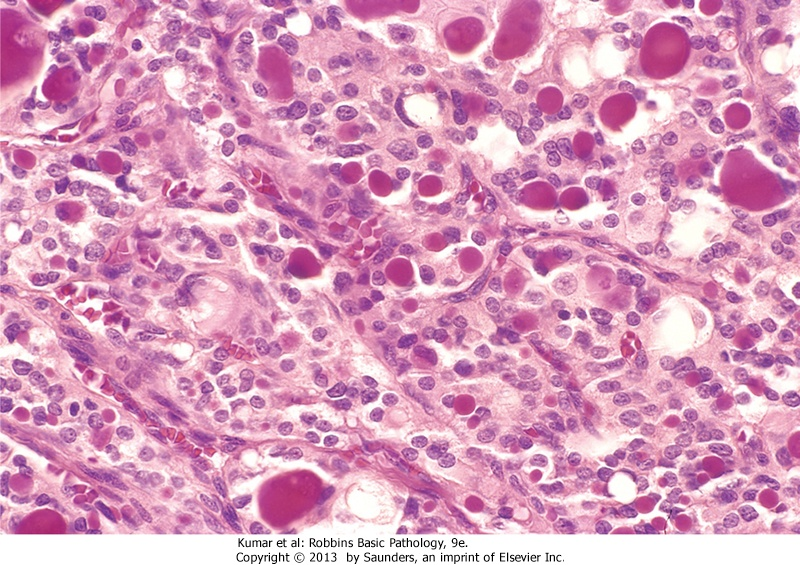 Kumar et al: Robbins Basic Pathology, 9e.
Copyright © 2013 by Saunders, an imprint of Elsevier Inc.